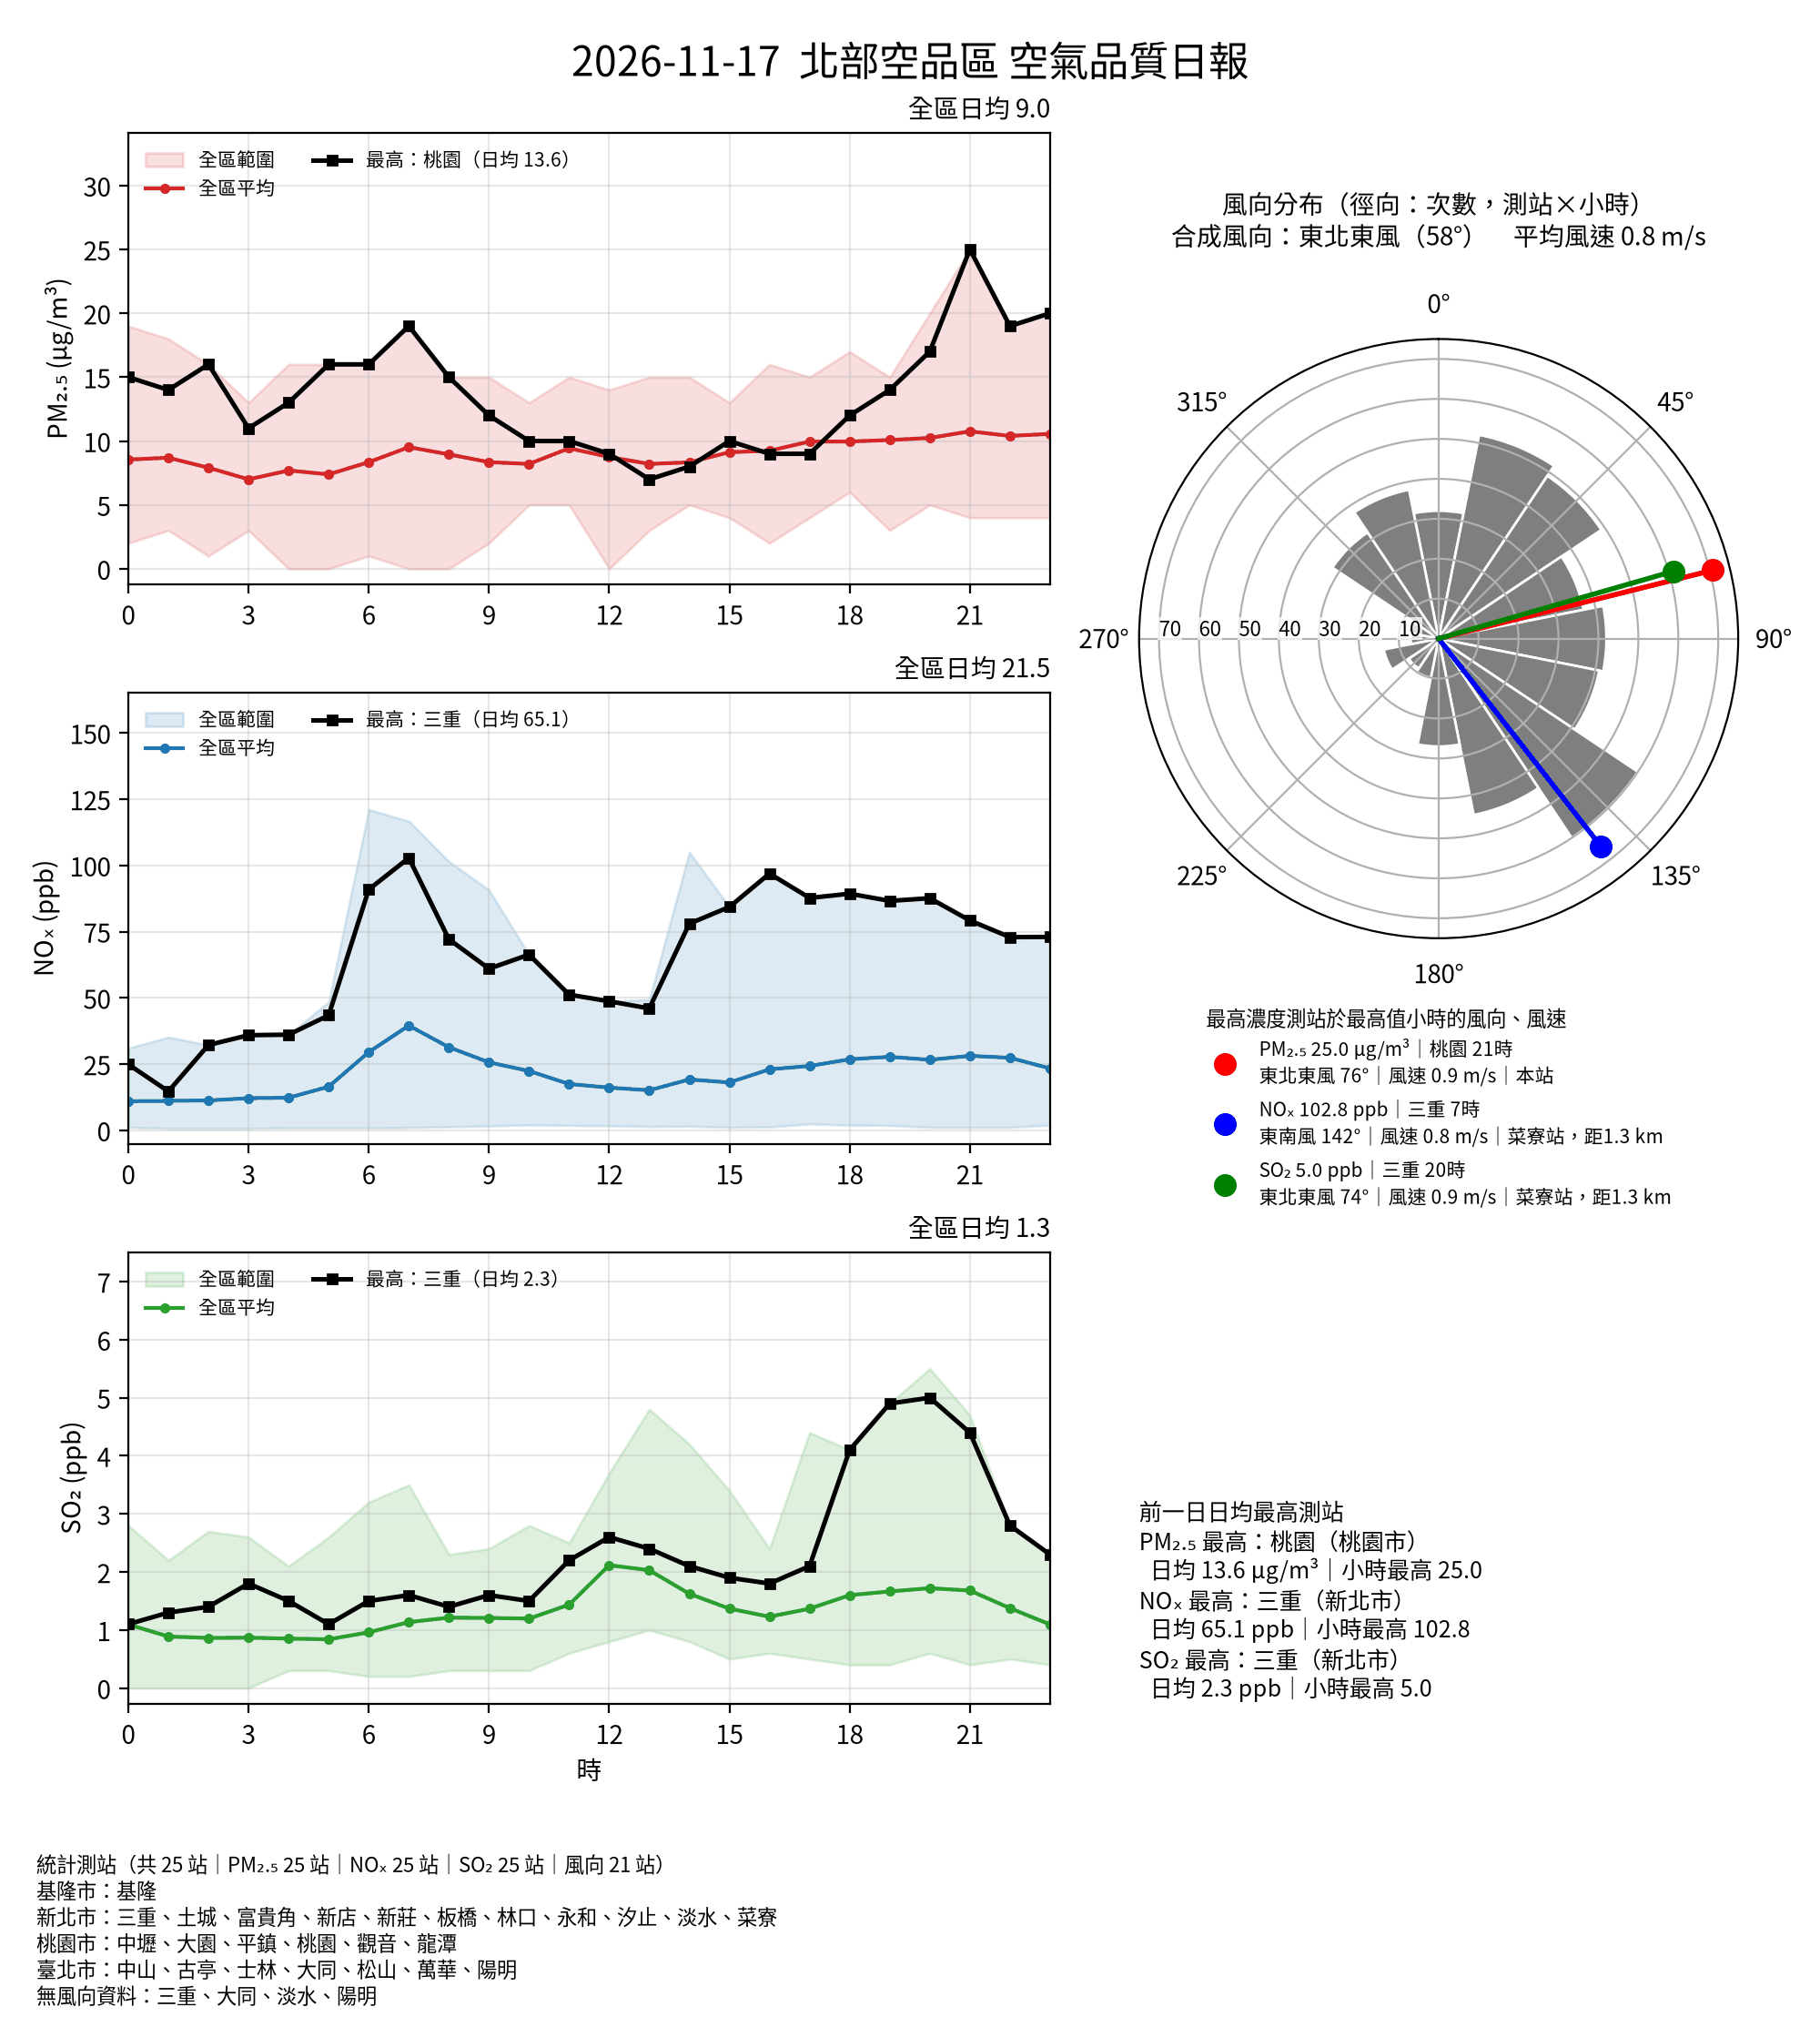 2026-11-17 北部空品區 空氣品質日報
全區日均 9.0
全區範圍
全區平均
最高：桃園（日均 13.6）
PM₂.₅ (μg/m³)
30
25
20
15
10
5
0
0 3 6 9 12 15 18 21
全區日均 21.5
全區範圍
全區平均
最高：三重（日均 65.1）
NOₓ (ppb)
150
125
100
75
50
25
0
0 3 6 9 12 15 18 21
全區日均 1.3
全區範圍
全區平均
最高：三重（日均 2.3）
SO₂ (ppb)
7
6
5
4
3
2
1
0
0 3 6 9 12 15 18 21
時
風向分布（徑向：次數，測站×小時）
合成風向：東北東風（58°） 平均風速 0.8 m/s
0°
315° 45°
270° 70 60 50 40 30 20 10 90°
225° 135°
180°
最高濃度測站於最高值小時的風向、風速
PM₂.₅ 25.0 μg/m³｜桃園 21時
東北東風 76°｜風速 0.9 m/s｜本站
NOₓ 102.8 ppb｜三重 7時
東南風 142°｜風速 0.8 m/s｜菜寮站，距1.3 km
SO₂ 5.0 ppb｜三重 20時
東北東風 74°｜風速 0.9 m/s｜菜寮站，距1.3 km
前一日日均最高測站
PM₂.₅ 最高：桃園（桃園市）
日均 13.6 μg/m³｜小時最高 25.0
NOₓ 最高：三重（新北市）
日均 65.1 ppb｜小時最高 102.8
SO₂ 最高：三重（新北市）
日均 2.3 ppb｜小時最高 5.0
統計測站（共 25 站｜PM₂.₅ 25 站｜NOₓ 25 站｜SO₂ 25 站｜風向 21 站）
基隆市：基隆
新北市：三重、土城、富貴角、新店、新莊、板橋、林口、永和、汐止、淡水、菜寮
桃園市：中壢、大園、平鎮、桃園、觀音、龍潭
臺北市：中山、古亭、士林、大同、松山、萬華、陽明
無風向資料：三重、大同、淡水、陽明